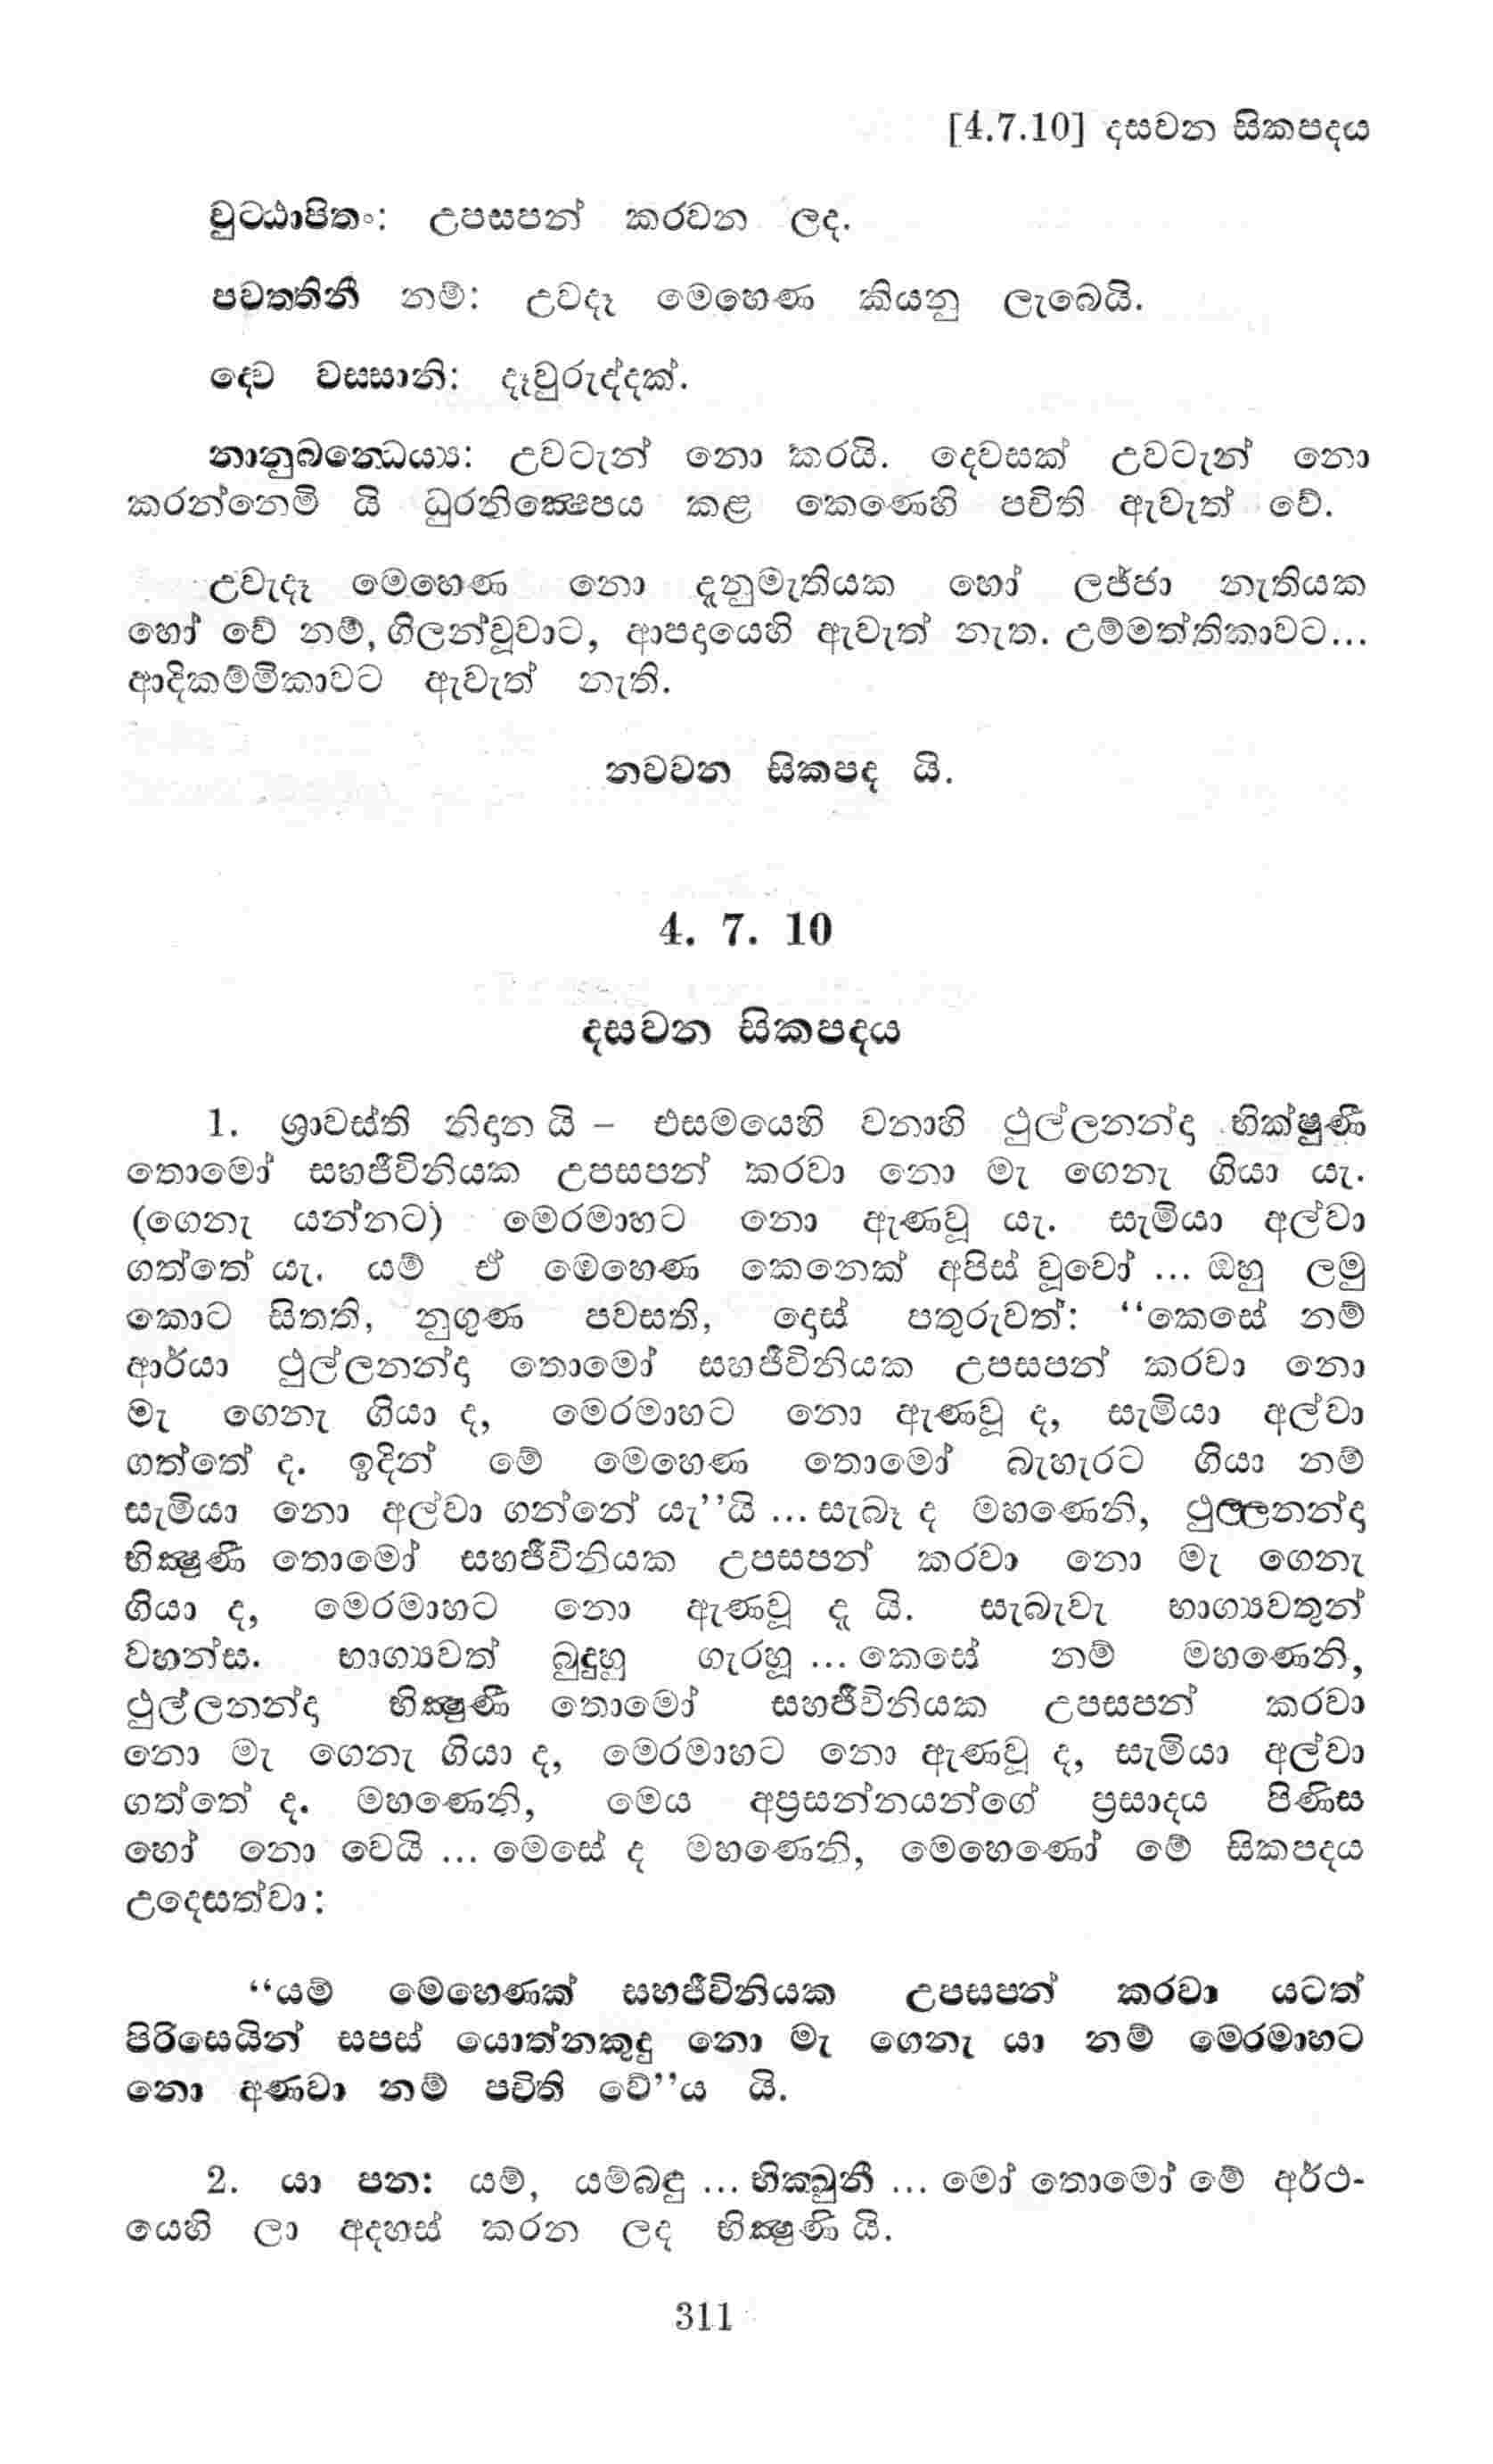 [4.7.10] දසවන සිකපදය
වුට‍්ඨාපිතං: උපසපන් කරවන ලද.
පවත‍්තිනී නම්: උවදෑ මෙහෙණ කියනු ලැබෙයි.
ද‍්වෙ වස‍්සානි: දෑවුරුද්දක්.
නානුබන්‍ධෙය්‍ය: උවටැන් නො කරයි. දෙවසක් උවටැන් නො
කරන්නෙමි යි ධුරනික්‍ෂෙපය කළ කෙණෙහි පචිති ඇවැත් වේ.
උවැදෑ මෙහෙණ නො දැනුමැතියක හෝ ලජ්ජා නැතියක
හෝ වේ නම්, ගිලන්වූවාට, ආපදායෙහි ඇවැත් නැත. උම්මත්තිකාවට...
ආදිකම්මිකාවට ඇවැත් නැති.
නවවන සිකපද යි.
4. 7. 10
දසවන සිකපදය
1. ශ්‍රාවස්ති නිදාන යි – එසමයෙහි වනාහි ථුල්ලනන්දා භික්ෂුණී
තොමෝ සහජීවිනියක උපසපන් කරවා නො මැ ගෙනැ ගියා යැ.
(ගෙනැ යන්නට) මෙරමාහට නො ඇණවූ යැ. සැමියා අල්වා
ගත්තේ යැ. යම් ඒ මෙහෙණ කෙනෙක් අපිස් වූවෝ ... ඔහු ලමු
කොට සිතති, නුගුණ පවසති, දොස් පතුරුවත්: “කෙසේ නම්
ආර්යා ථුල්ලනන්දා තොමෝ සහජීවිනියක උපසපන් කරවා නො
මැ ගෙනැ ගියා ද, මෙරමාහට නො ඇණවූ ද, සැමියා අල්වා
ගත්තේ ද. ඉදින් මේ මෙහෙණ තොමෝ බැහැරට ගියා නම්
සැමියා නො අල්වා ගන්නේ යැ”යි ... සැබෑ ද මහණෙනි, ථුල‍්ලනන්දා
භික්‍ෂුණී තොමෝ සහජීවිනියක උපසපන් කරවා නො මැ ගෙනැ
ගියා ද, මෙරමාහට නො ඇණවූ දැ යි. සැබැවැ භාග්‍යවතුන්
වහන්ස. භාග්‍යවත් බුදුහු ගැරහූ ... කෙසේ නම් මහණෙනි,
ථුල්ලනන්දා භික්‍ෂුණී තොමෝ සහජීවිනියක උපසපන් කරවා
නො මැ ගෙනැ ගියා ද, මෙරමාහට නො ඇණවූ ද, සැමියා අල්වා
ගත්තේ ද. මහණෙනි, මෙය අප්‍රසන්නයන්ගේ ප්‍රසාදය පිණිස
හෝ නො වෙයි ... මෙසේ ද මහණෙනි, මෙහෙණෝ මේ සිකපදය
උදෙසත්වා:
“යම් මෙහෙණක් සහජීවිනියක උපසපන් කරවා යටත්
පිරිසෙයින් සපස් යොත්නකුදු නො මැ ගෙනැ යා නම් මෙරමාහට
නො අණවා නම් පචිති වේ”ය යි.
2. යා පන: යම්, යම්බඳු ... භික‍්ඛුනී ... මෝ තොමෝ මේ අර්ථ-
යෙහි ලා අදහස් කරන ලද භික්‍ෂුණි යි.
311